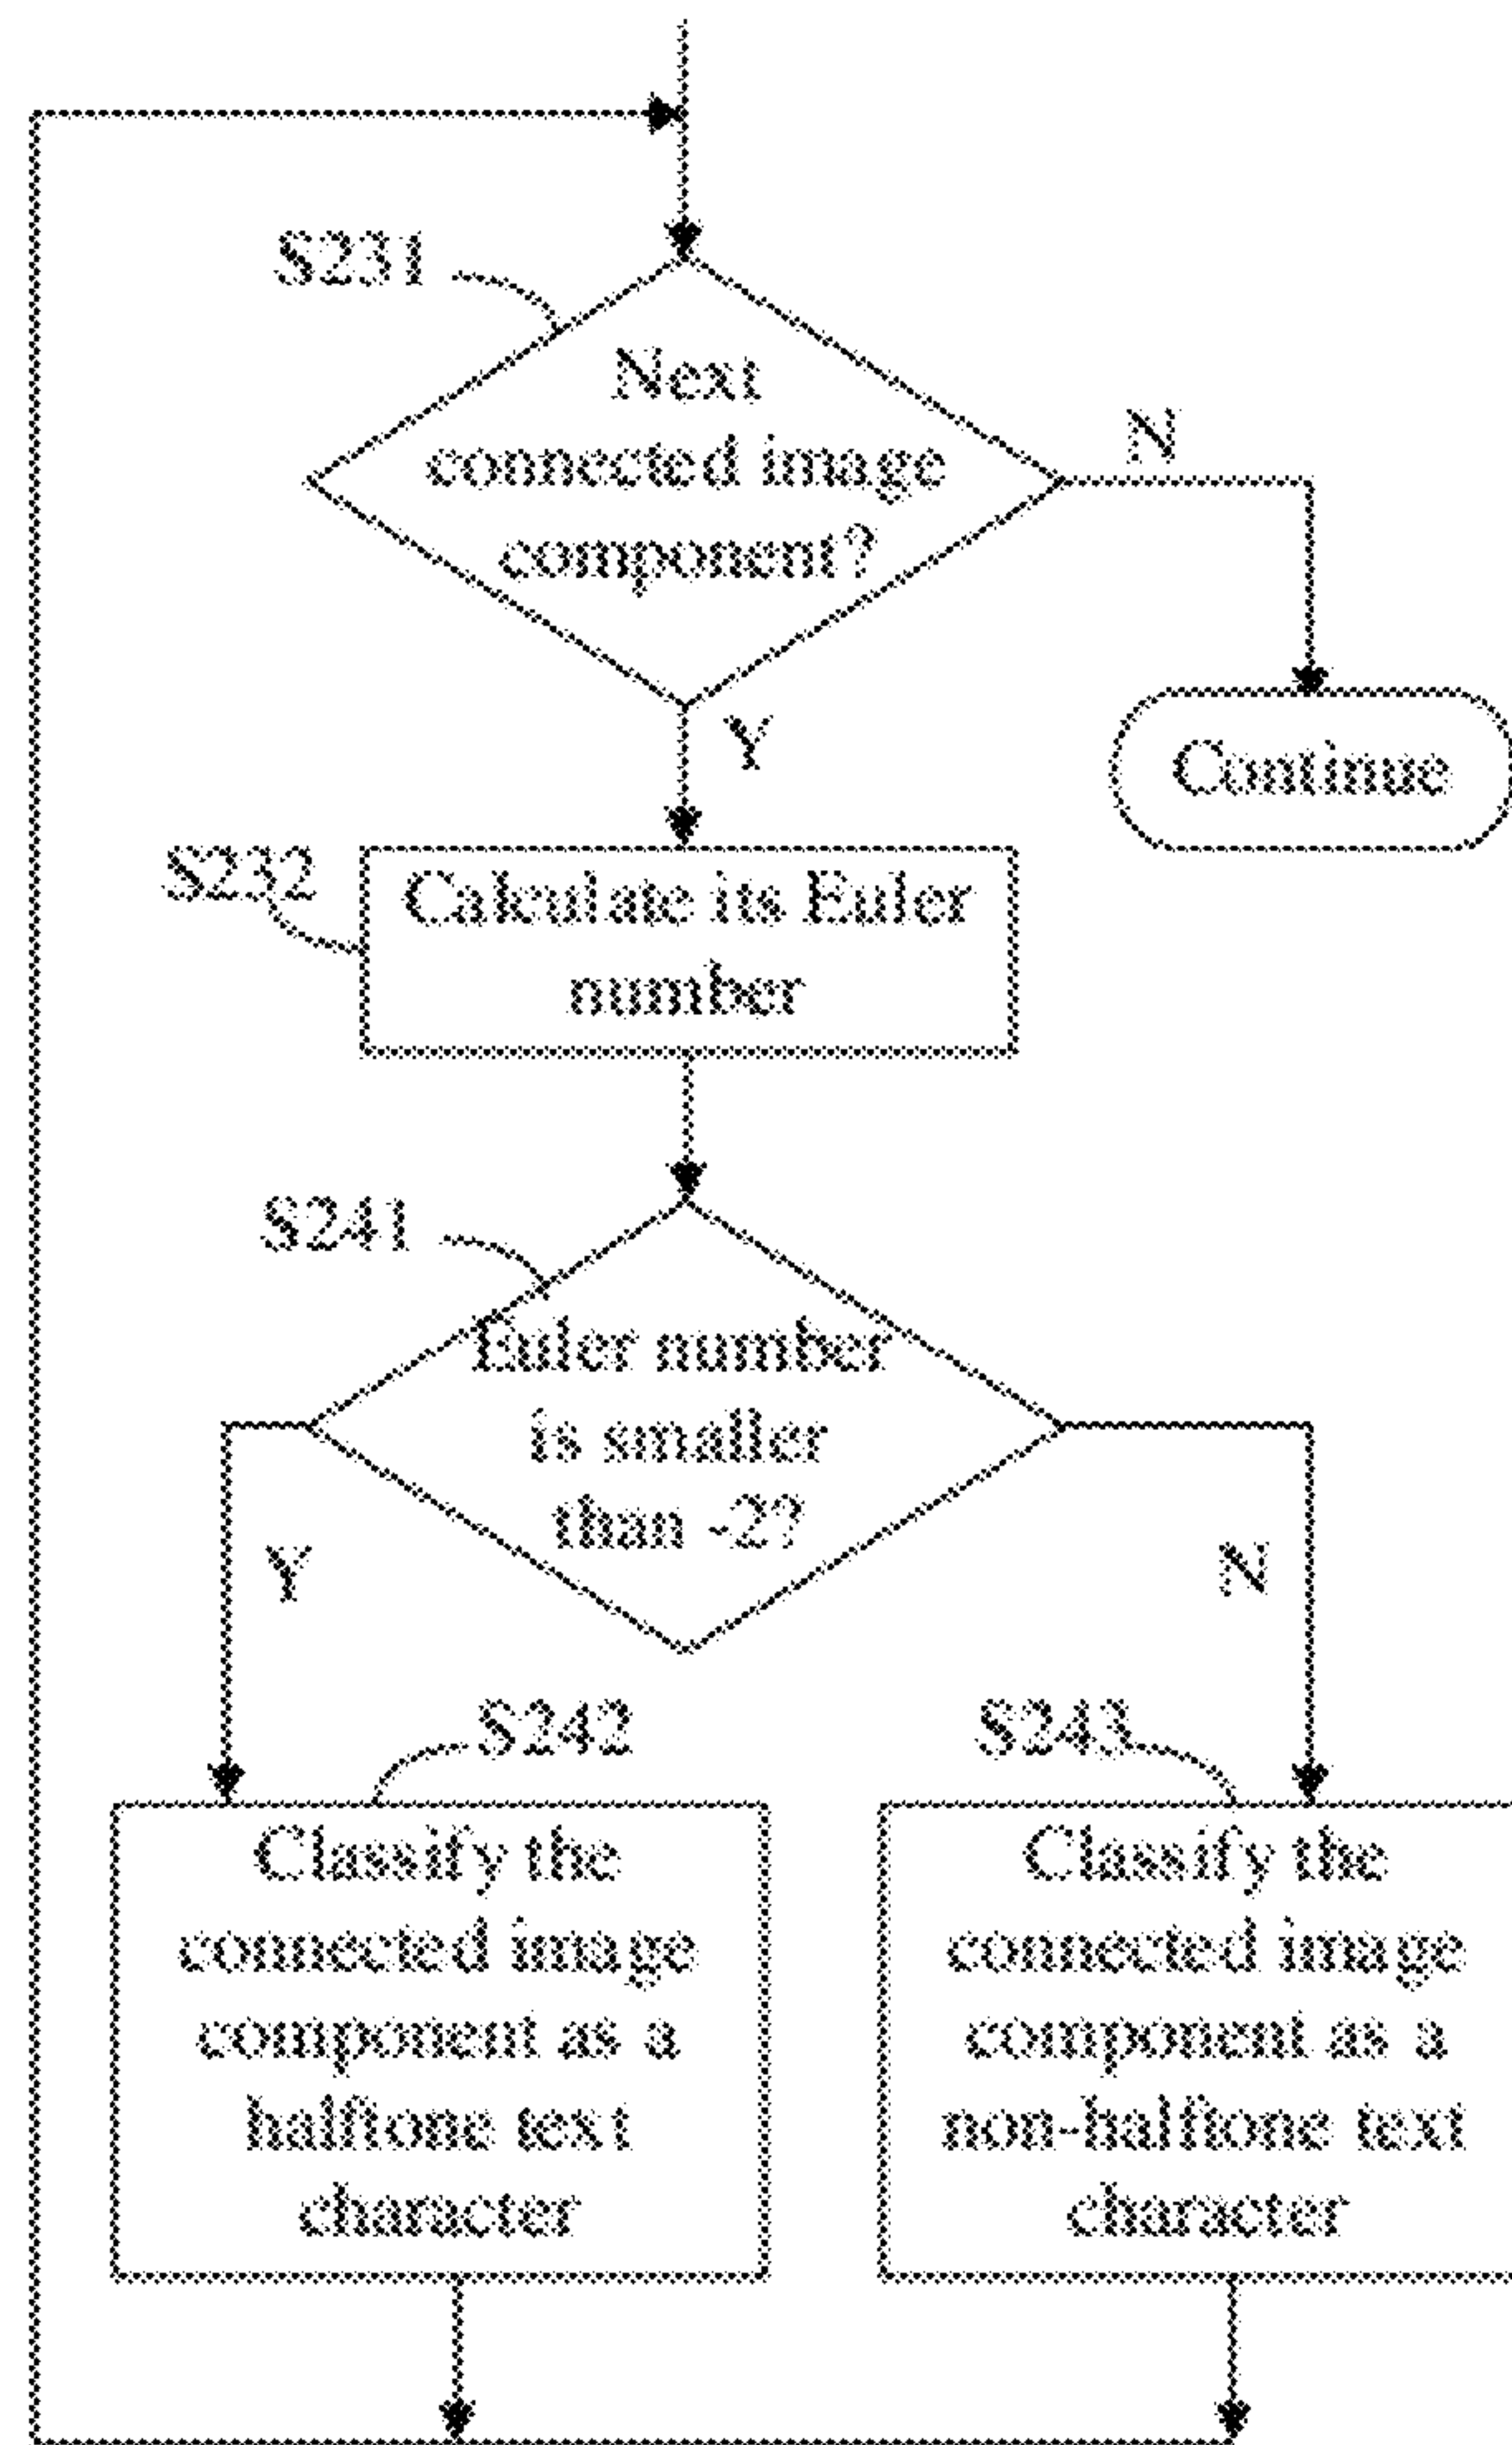 S231
Next
connected image
component?
N
Y
Continue
S232
Calculate its Euler
number
S241
Euler number
is smaller
than -2?
Y
N
S242
S243
Classify the
connected image
component as a
halftone text
character
Classify the
connected image
component as a
non-halftone text
character